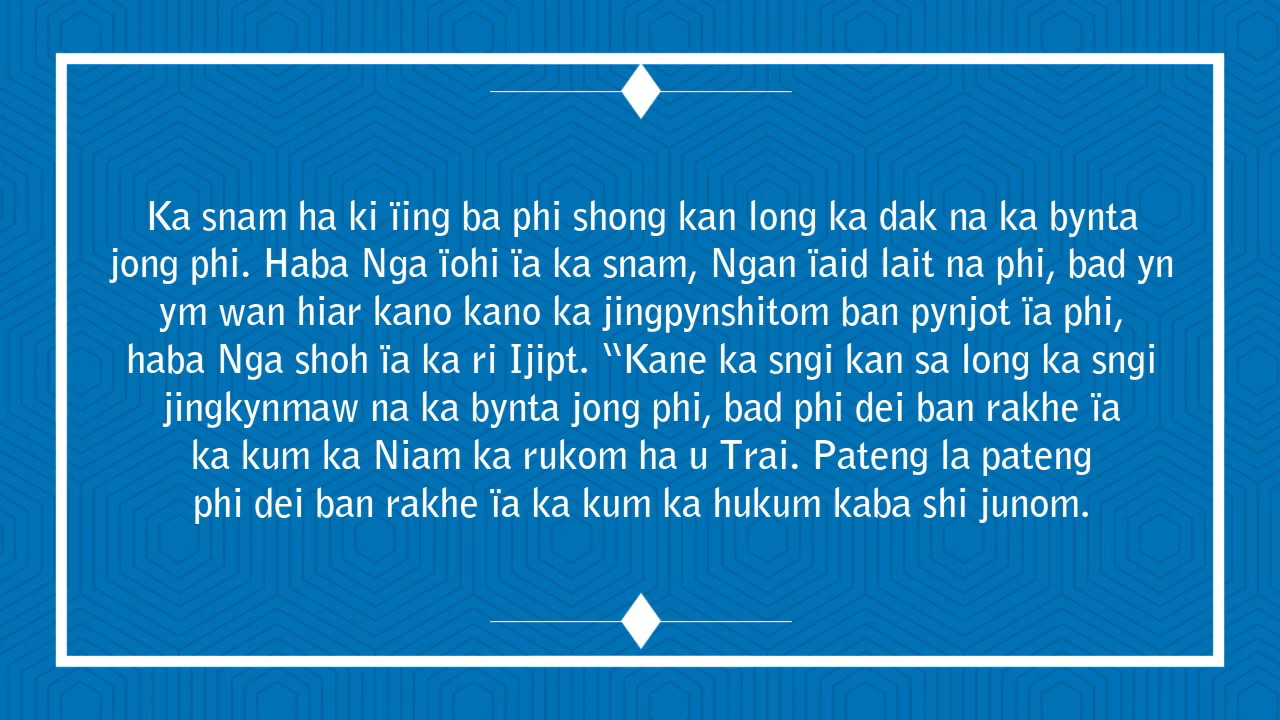 Ka snam ha ki ïing ba phi shong kan long ka dak na ka bynta
jong phi. Haba Nga ïohi ïa ka snam, Ngan ïaid lait na phi, bad yn
ym wan hiar kano kano ka jingpynshitom ban pynjot ïa phi,
haba Nga shoh ïa ka ri Ijipt. “Kane ka sngi kan sa long ka sngi
jingkynmaw na ka bynta jong phi, bad phi dei ban rakhe ïa
ka kum ka Niam ka rukom ha u Trai. Pateng la pateng
phi dei ban rakhe ïa ka kum ka hukum kaba shi junom.